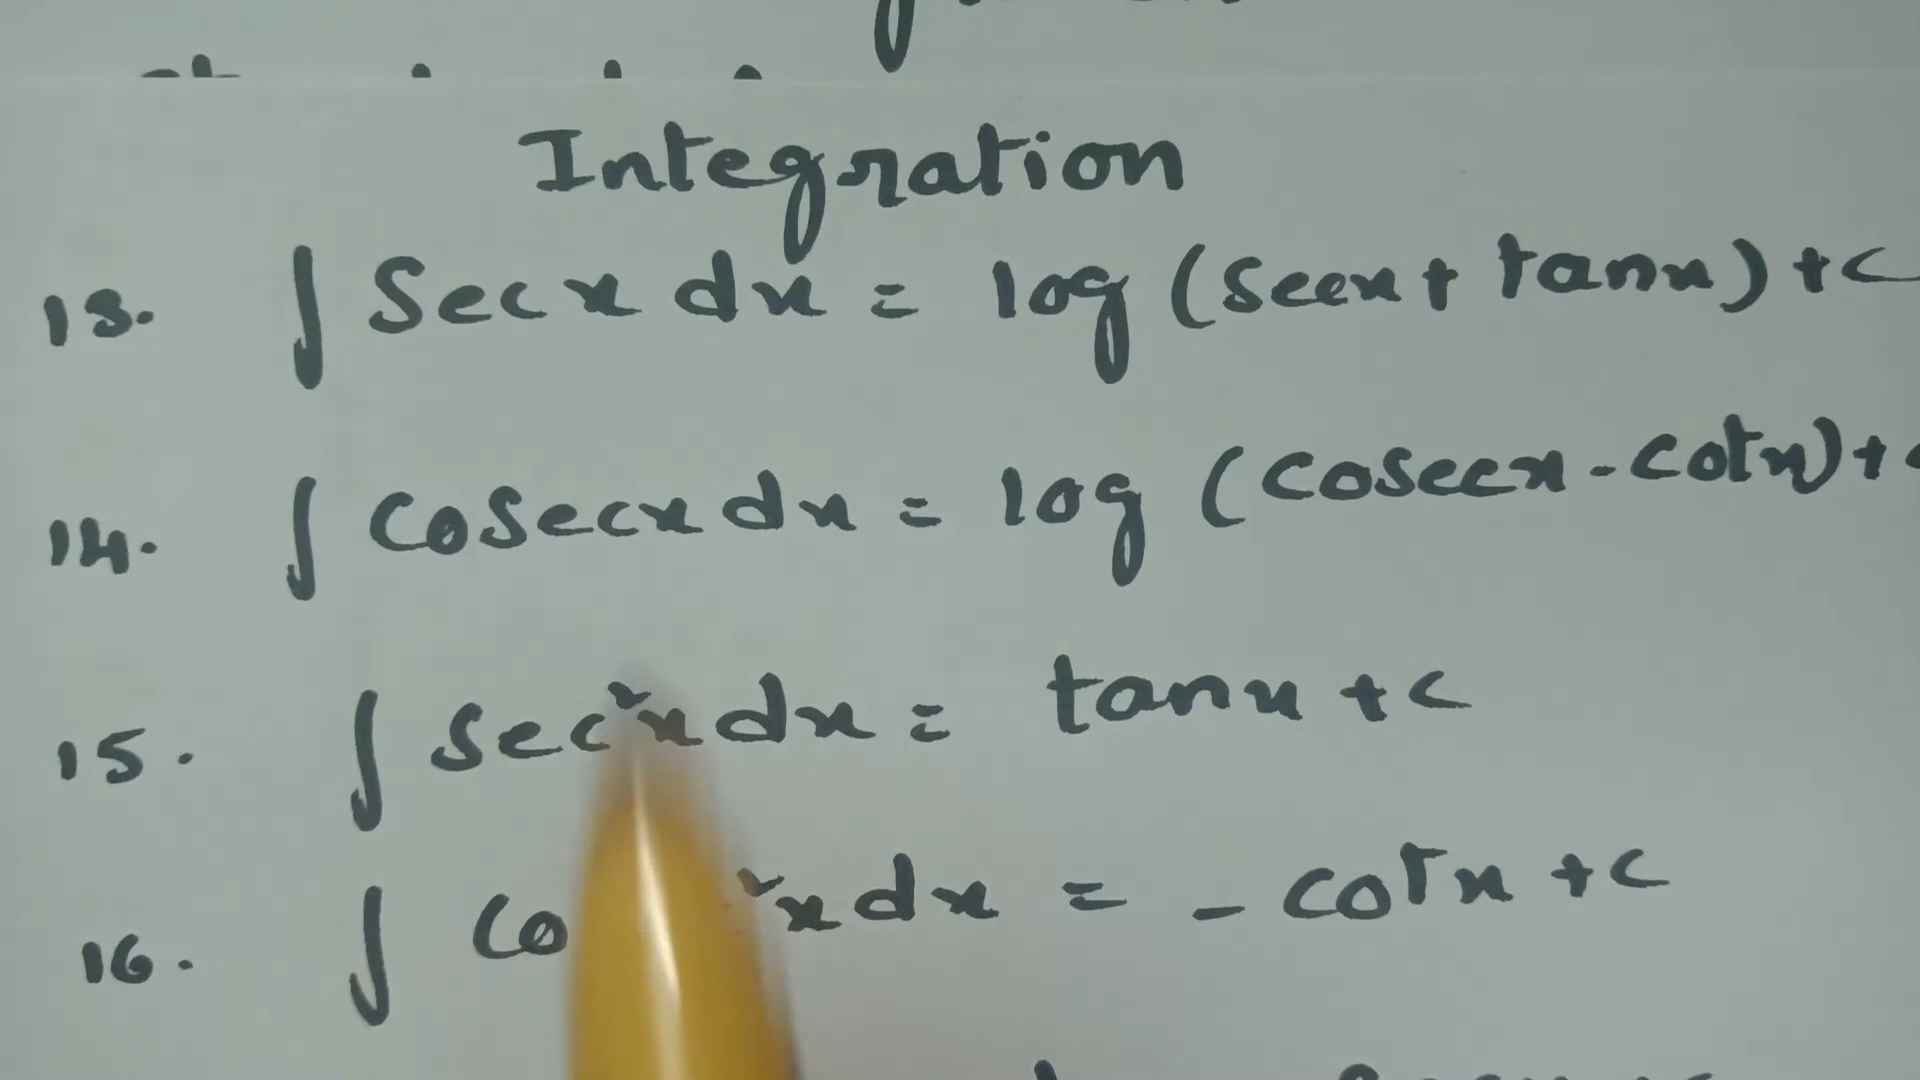 Integration
13. ∫ Secx dx = log (secx + tanx) + c
14. ∫ Cosecx dx = log (cosecx - cotx) + c
15. ∫ Sec²x dx = tanx + c
16. ∫ Co ²x dx = - cotx + c